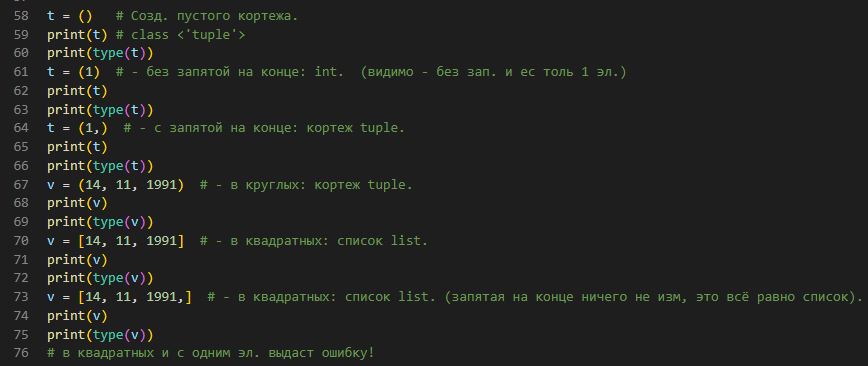 58 t = () # Созд. пустого кортежа.
59 print(t) # class <'tuple'>
60 print(type(t))
61 t = (1) # - без запятой на конце: int. (видимо - без зап. и ес толь 1 эл.)
62 print(t)
63 print(type(t))
64 t = (1,) # - с запятой на конце: кортеж tuple.
65 print(t)
66 print(type(t))
67 v = (14, 11, 1991) # - в круглых: кортеж tuple.
68 print(v)
69 print(type(v))
70 v = [14, 11, 1991] # - в квадратных: список list.
71 print(v)
72 print(type(v))
73 v = [14, 11, 1991,] # - в квадратных: список list. (запятая на конце ничего не изм, это всё равно список).
74 print(v)
75 print(type(v))
76 # в квадратных и с одним эл. выдаст ошибку!